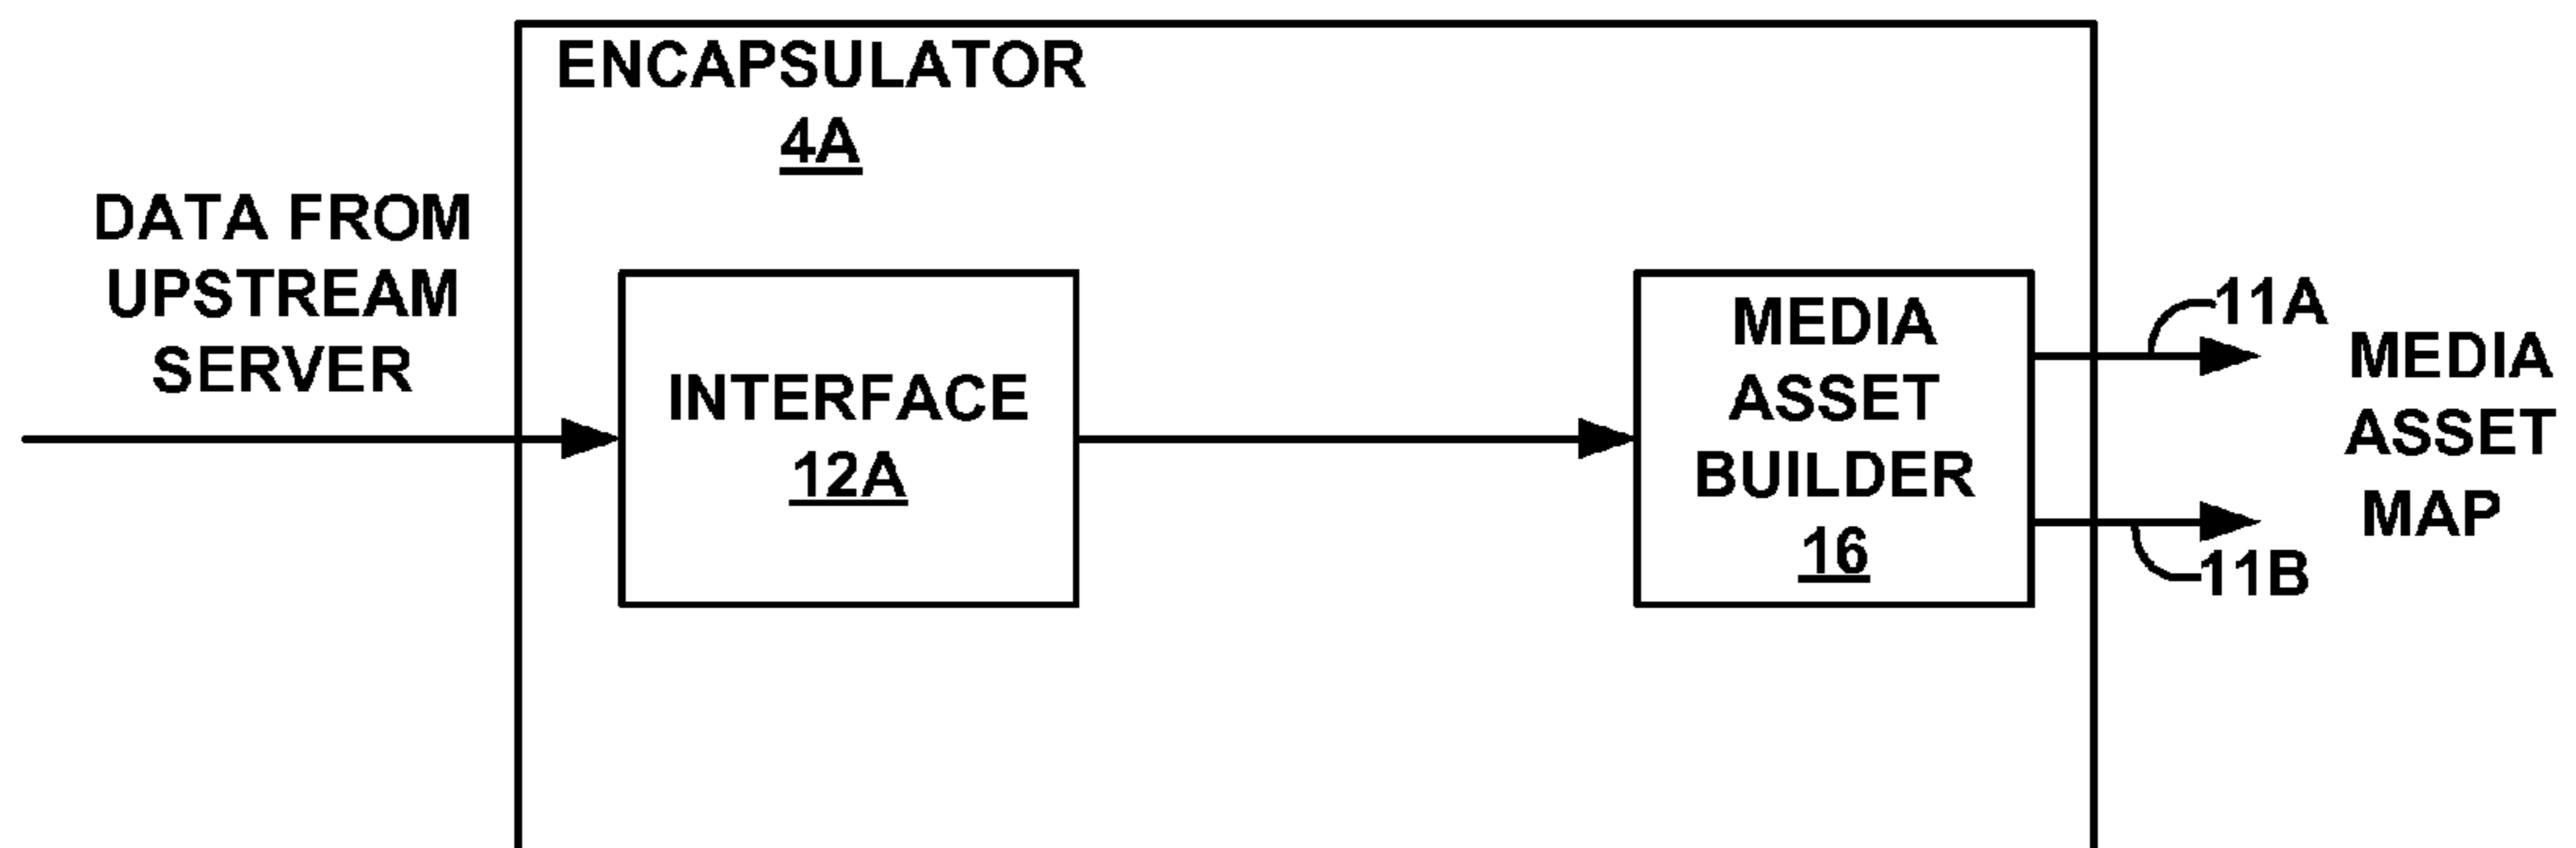 ENCAPSULATOR
4A
DATA FROM
UPSTREAM
SERVER
INTERFACE
12A
MEDIA
ASSET
BUILDER
16
11A
11B
MEDIA
ASSET
MAP